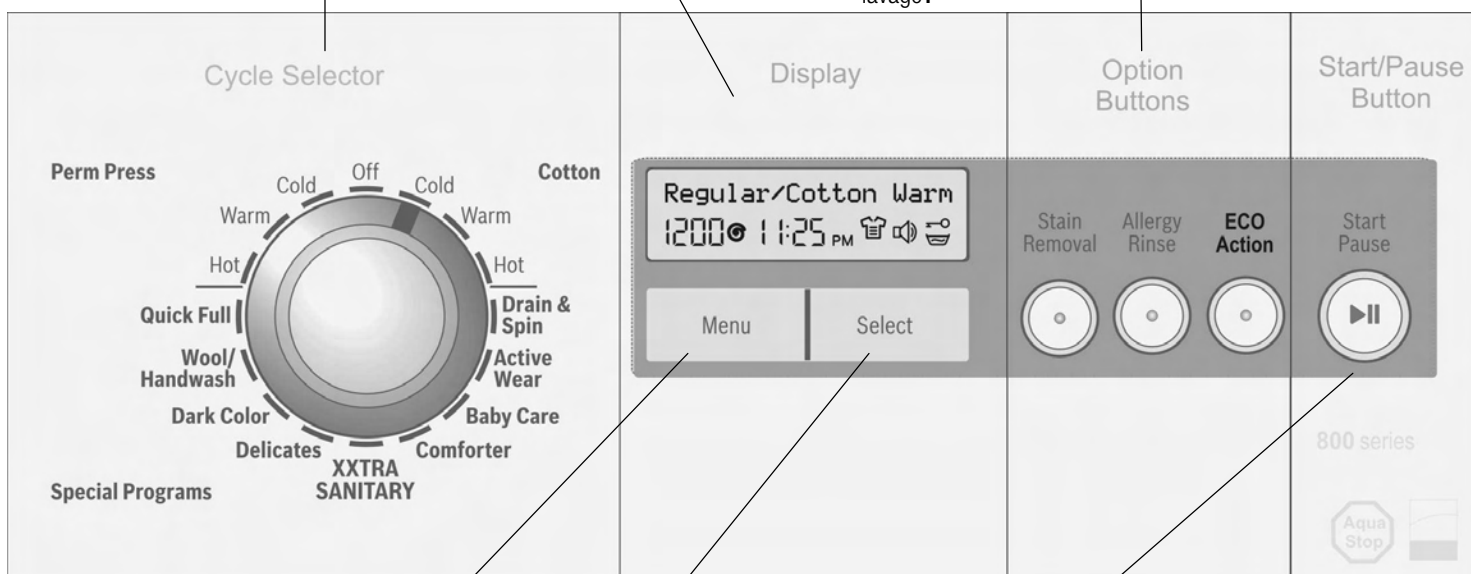 lavage.
Cycle Selector
Display
Option
Buttons
Start/Pause
Button
Perm Press
Cotton
Off
Cold
Cold
Warm
Warm
Hot
Hot
Quick Full
Drain &
Spin
Wool/
Handwash
Active
Wear
Dark Color
Baby Care
Delicates
Comforter
XXTRA
SANITARY
Special Programs
Regular/Cotton Warm
1200 11:25 PM
Menu
Select
Stain
Removal
Allergy
Rinse
ECO
Action
Start
Pause
800 series
Aqua
Stop